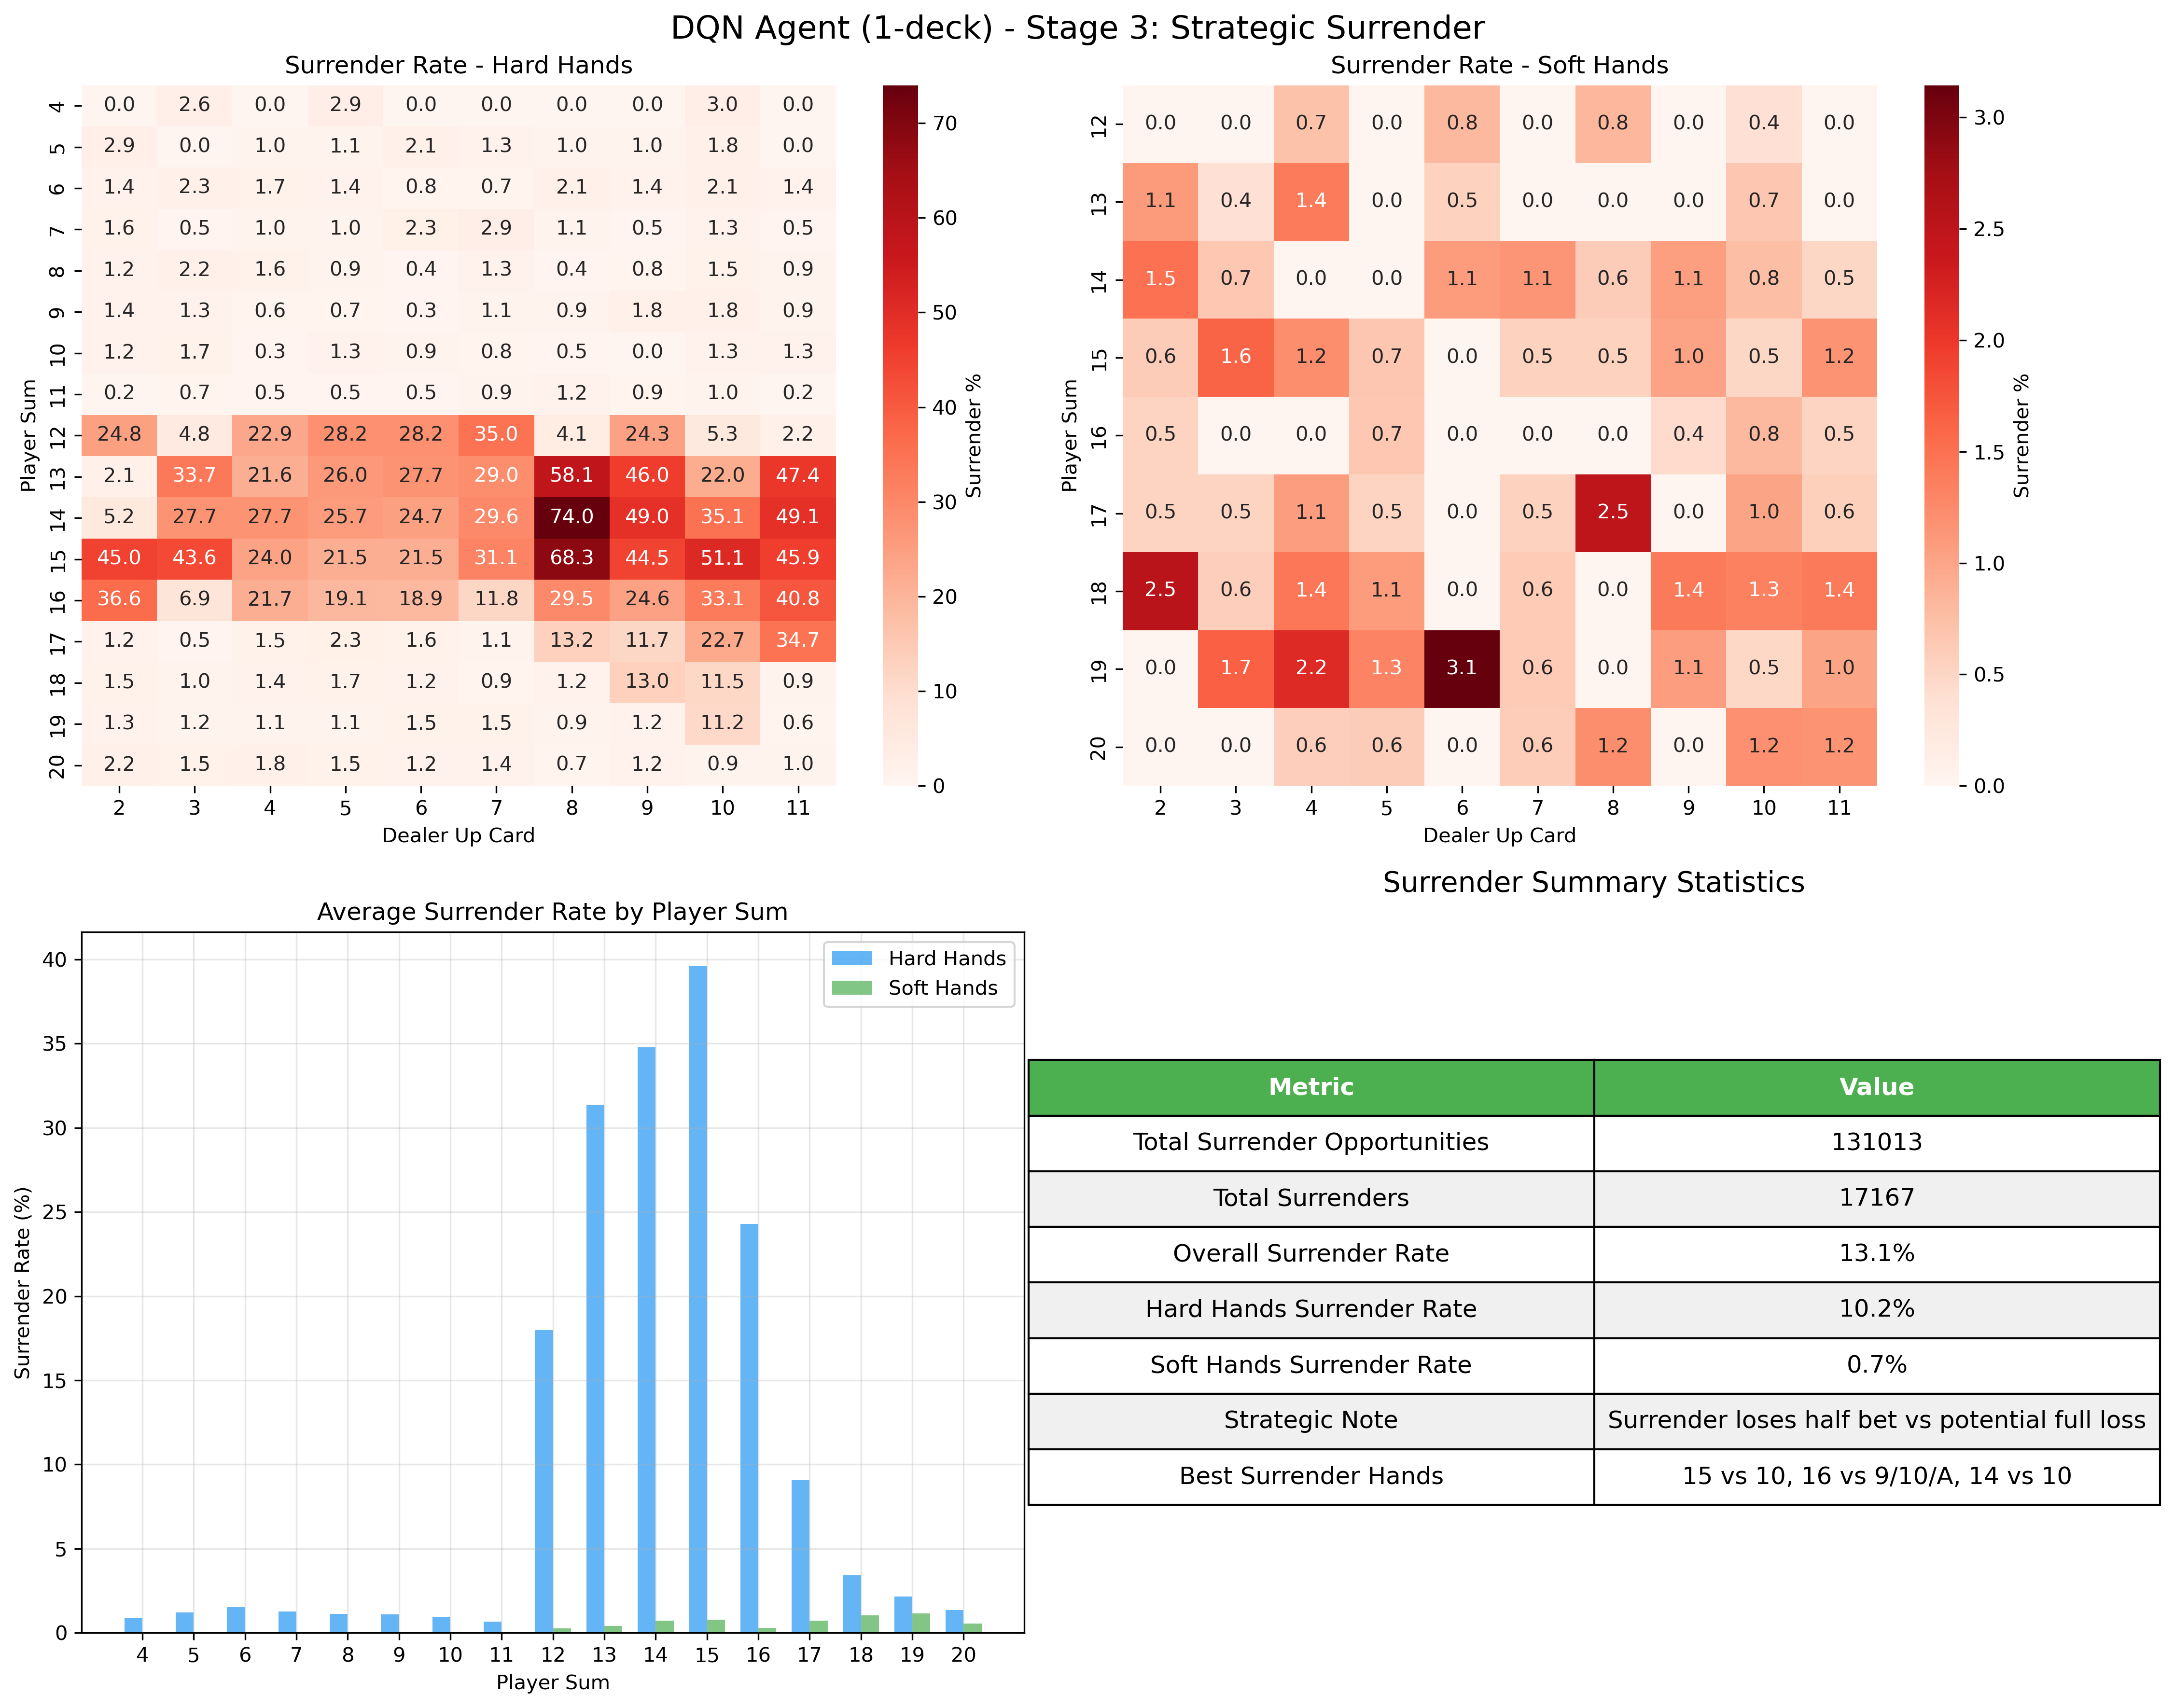 DQN Agent (1-deck) - Stage 3: Strategic Surrender
Surrender Rate - Hard Hands
4 0.0 2.6 0.0 2.9 0.0 0.0 0.0 0.0 3.0 0.0
5 2.9 0.0 1.0 1.1 2.1 1.3 1.0 1.0 1.8 0.0
6 1.4 2.3 1.7 1.4 0.8 0.7 2.1 1.4 2.1 1.4
7 1.6 0.5 1.0 1.0 2.3 2.9 1.1 0.5 1.3 0.5
8 1.2 2.2 1.6 0.9 0.4 1.3 0.4 0.8 1.5 0.9
9 1.4 1.3 0.6 0.7 0.3 1.1 0.9 1.8 1.8 0.9
10 1.2 1.7 0.3 1.3 0.9 0.8 0.5 0.0 1.3 1.3
11 0.2 0.7 0.5 0.5 0.5 0.9 1.2 0.9 1.0 0.2
12 24.8 4.8 22.9 28.2 28.2 35.0 4.1 24.3 5.3 2.2
13 2.1 33.7 21.6 26.0 27.7 29.0 58.1 46.0 22.0 47.4
14 5.2 27.7 27.7 25.7 24.7 29.6 74.0 49.0 35.1 49.1
15 45.0 43.6 24.0 21.5 21.5 31.1 68.3 44.5 51.1 45.9
16 36.6 6.9 21.7 19.1 18.9 11.8 29.5 24.6 33.1 40.8
17 1.2 0.5 1.5 2.3 1.6 1.1 13.2 11.7 22.7 34.7
18 1.5 1.0 1.4 1.7 1.2 0.9 1.2 13.0 11.5 0.9
19 1.3 1.2 1.1 1.1 1.5 1.5 0.9 1.2 11.2 0.6
20 2.2 1.5 1.8 1.5 1.2 1.4 0.7 1.2 0.9 1.0
2 3 4 5 6 7 8 9 10 11
Dealer Up Card
Player Sum
70
60
50
40
30
20
10
0
Surrender %
Surrender Rate - Soft Hands
12 0.0 0.0 0.7 0.0 0.8 0.0 0.8 0.0 0.4 0.0
13 1.1 0.4 1.4 0.0 0.5 0.0 0.0 0.0 0.7 0.0
14 1.5 0.7 0.0 0.0 1.1 1.1 0.6 1.1 0.8 0.5
15 0.6 1.6 1.2 0.7 0.0 0.5 0.5 1.0 0.5 1.2
16 0.5 0.0 0.0 0.7 0.0 0.0 0.0 0.4 0.8 0.5
17 0.5 0.5 1.1 0.5 0.0 0.5 2.5 0.0 1.0 0.6
18 2.5 0.6 1.4 1.1 0.0 0.6 0.0 1.4 1.3 1.4
19 0.0 1.7 2.2 1.3 3.1 0.6 0.0 1.1 0.5 1.0
20 0.0 0.0 0.6 0.6 0.0 0.6 1.2 0.0 1.2 1.2
2 3 4 5 6 7 8 9 10 11
Dealer Up Card
Player Sum
3.0
2.5
2.0
1.5
1.0
0.5
0.0
Surrender %
Average Surrender Rate by Player Sum
Hard Hands
Soft Hands
40
35
30
25
20
15
10
5
0
Surrender Rate (%)
4 5 6 7 8 9 10 11 12 13 14 15 16 17 18 19 20
Player Sum
Surrender Summary Statistics
Metric Value
Total Surrender Opportunities 131013
Total Surrenders 17167
Overall Surrender Rate 13.1%
Hard Hands Surrender Rate 10.2%
Soft Hands Surrender Rate 0.7%
Strategic Note Surrender loses half bet vs potential full loss
Best Surrender Hands 15 vs 10, 16 vs 9/10/A, 14 vs 10